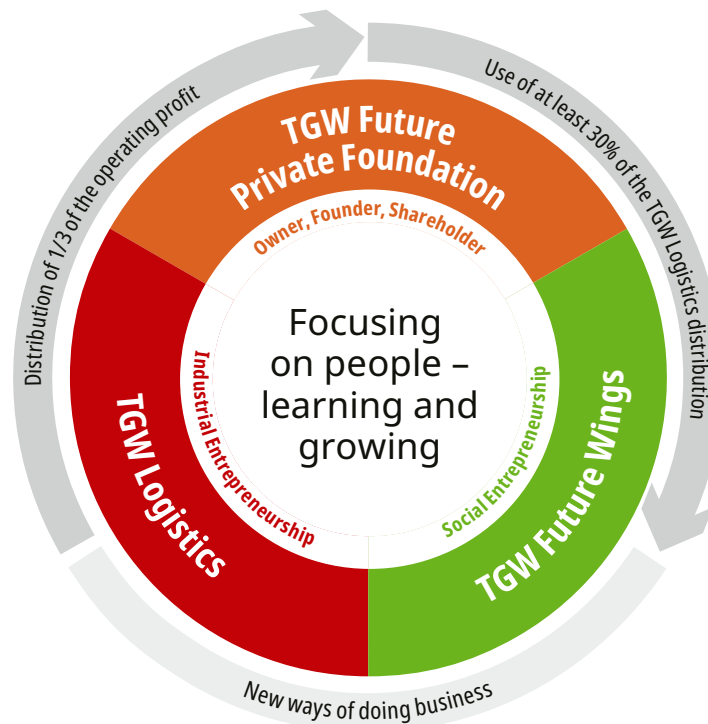 Distribution of 1/3 of the operating profit
Use of at least 30% of the TGW Logistics distribution
TGW Future
Private Foundation
Owner, Founder, Shareholder
Focusing
on people –
learning and
growing
Industrial Entrepreneurship
TGW Logistics
Social Entrepreneurship
TGW Future Wings
New ways of doing business